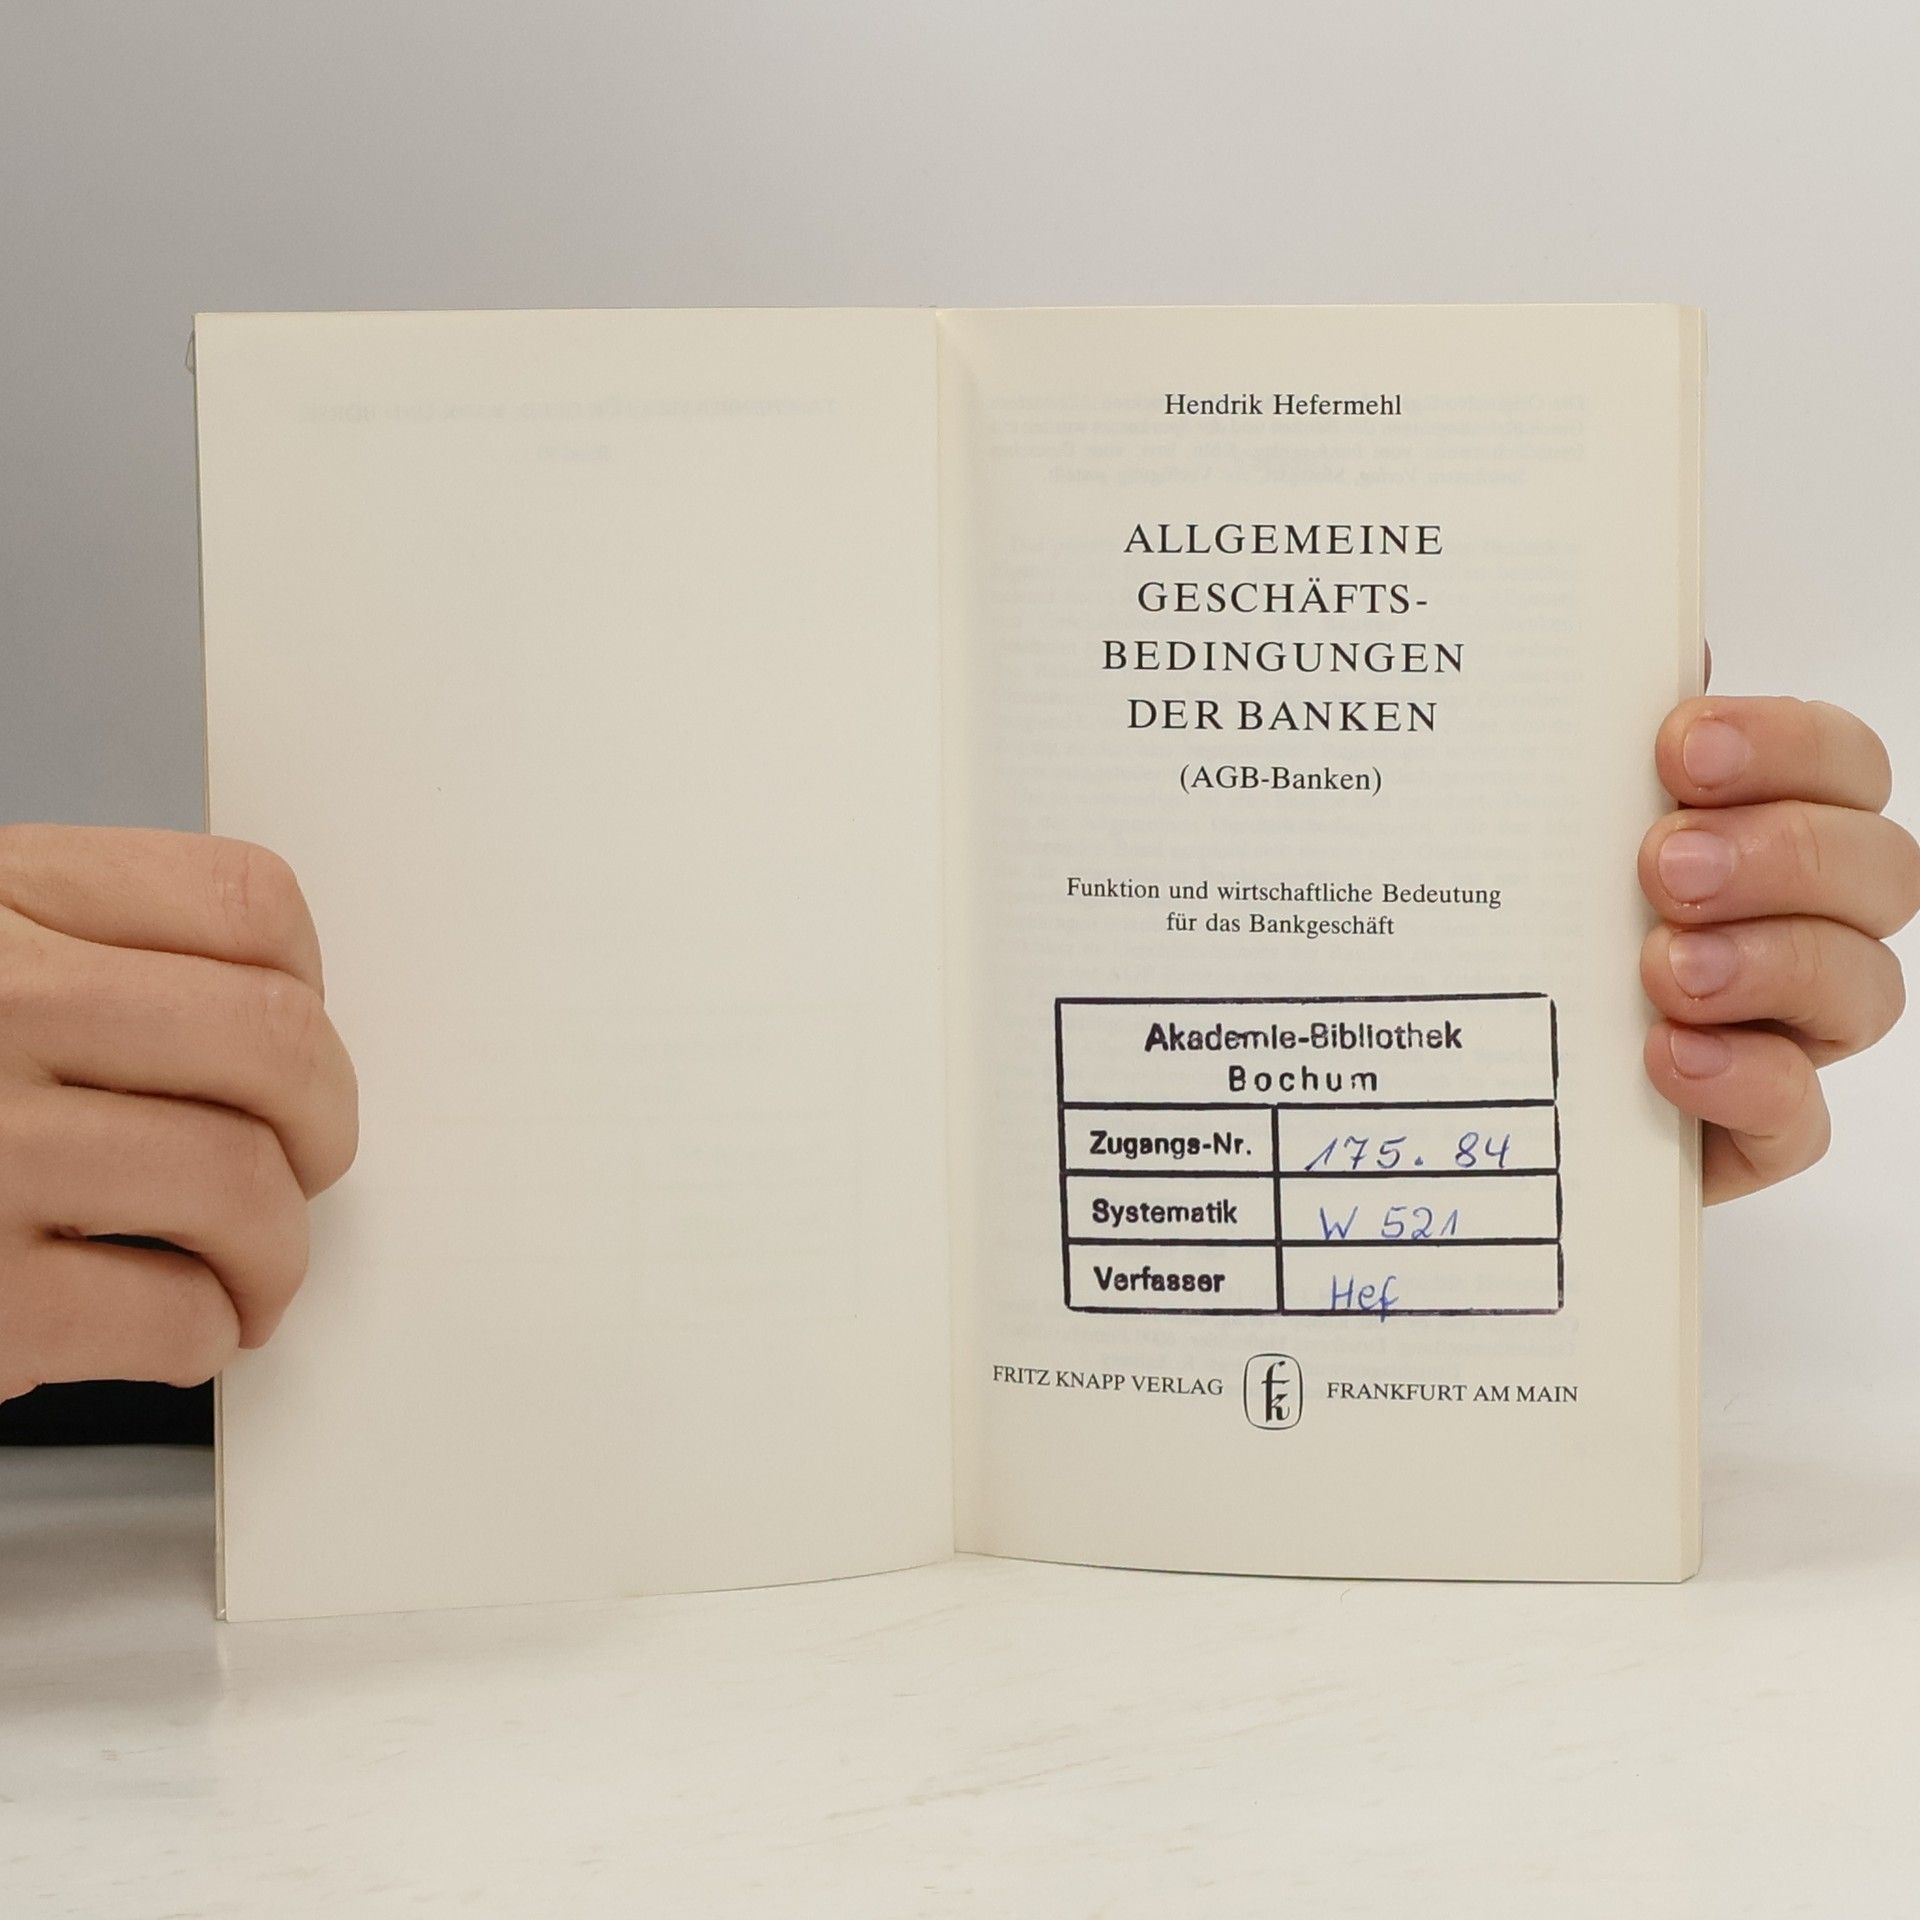 Hendrik Hefermehl
ALLGEMEINE
GESCHÄFTS-
BEDINGUNGEN
DER BANKEN
(AGB-Banken)
Funktion und wirtschaftliche Bedeutung
für das Bankgeschäft
Akademie-Bibliothek
Bochum
Zugangs-Nr. 175. 84
Systematik W 521
Verfasser Hef
FRITZ KNAPP VERLAG fk FRANKFURT AM MAIN